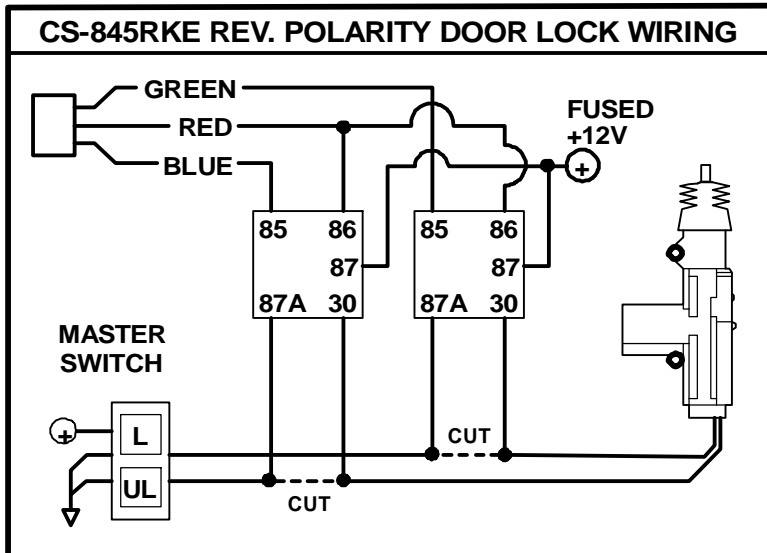 CS-845RKE REV. POLARITY DOOR LOCK WIRING
GREEN
RED
BLUE
FUSED
+12V
+
85 86
87
87A 30
85 86
87
87A 30
MASTER
SWITCH
+
L
UL
CUT
CUT